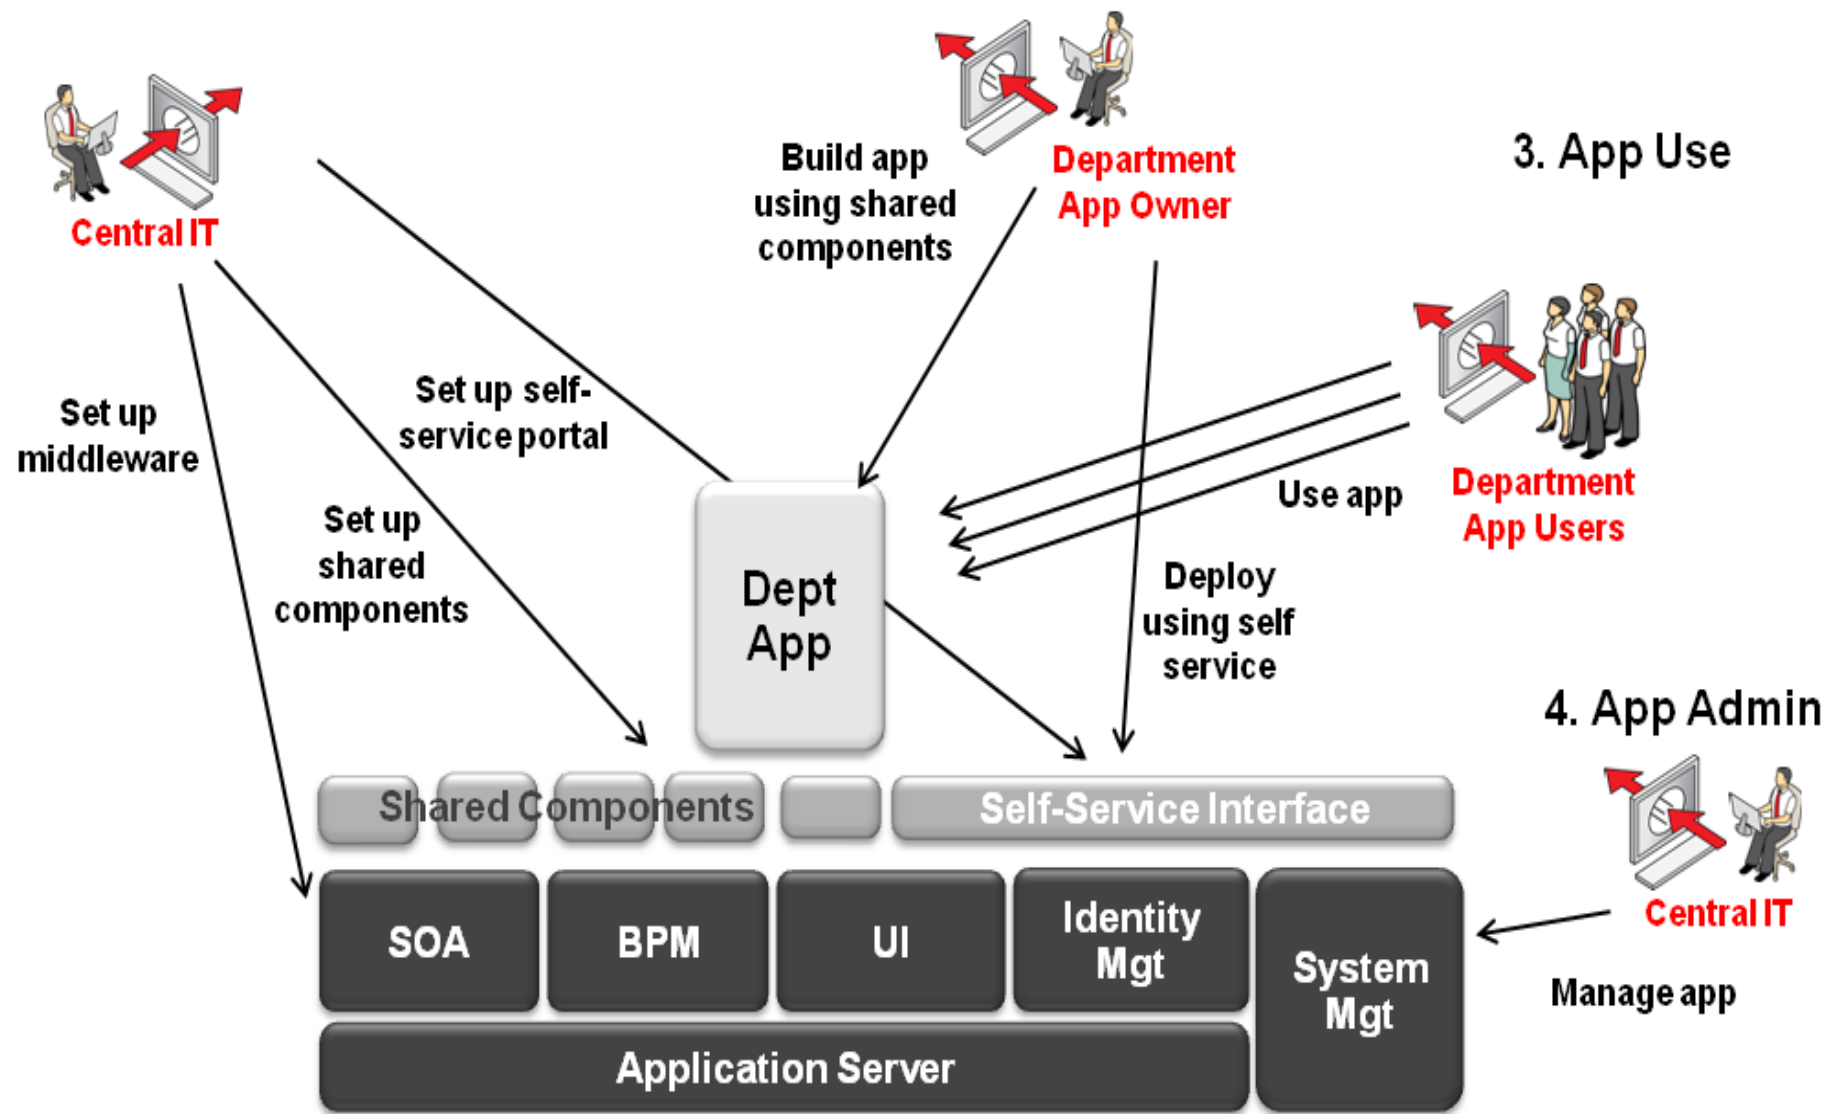 Central IT
Set up
middleware
Set up
shared
components
Set up self-
service portal
Build app
using shared
components
Department
App Owner
3. App Use
Department
App Users
Use app
Deploy
using self
service
Dept
App
4. App Admin
Central IT
Manage app
Shared Components
Self-Service Interface
SOA
BPM
UI
Identity
Mgt
System
Mgt
Application Server